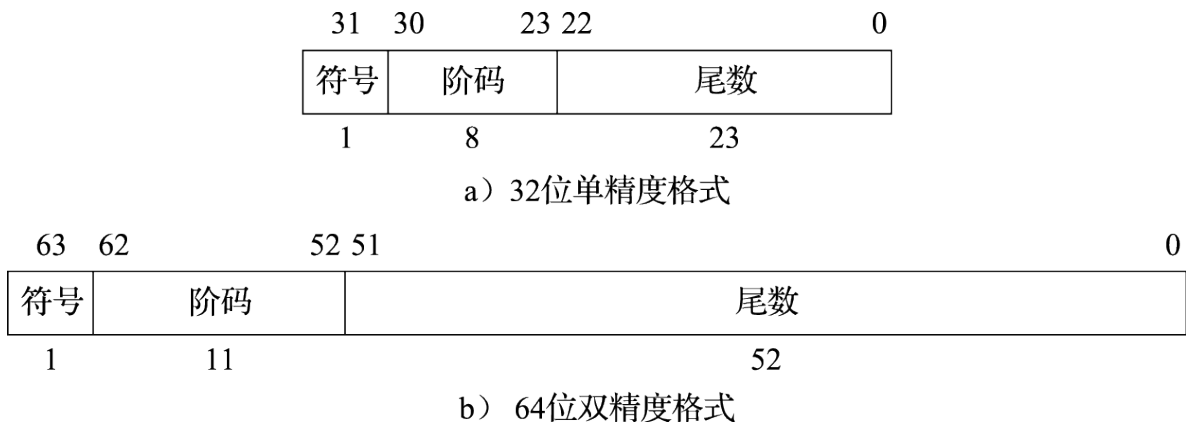 31 30 23 22 0
符号 阶码 尾数
1 8 23
a）32位单精度格式
63 62 52 51 0
符号 阶码 尾数
1 11 52
b） 64位双精度格式